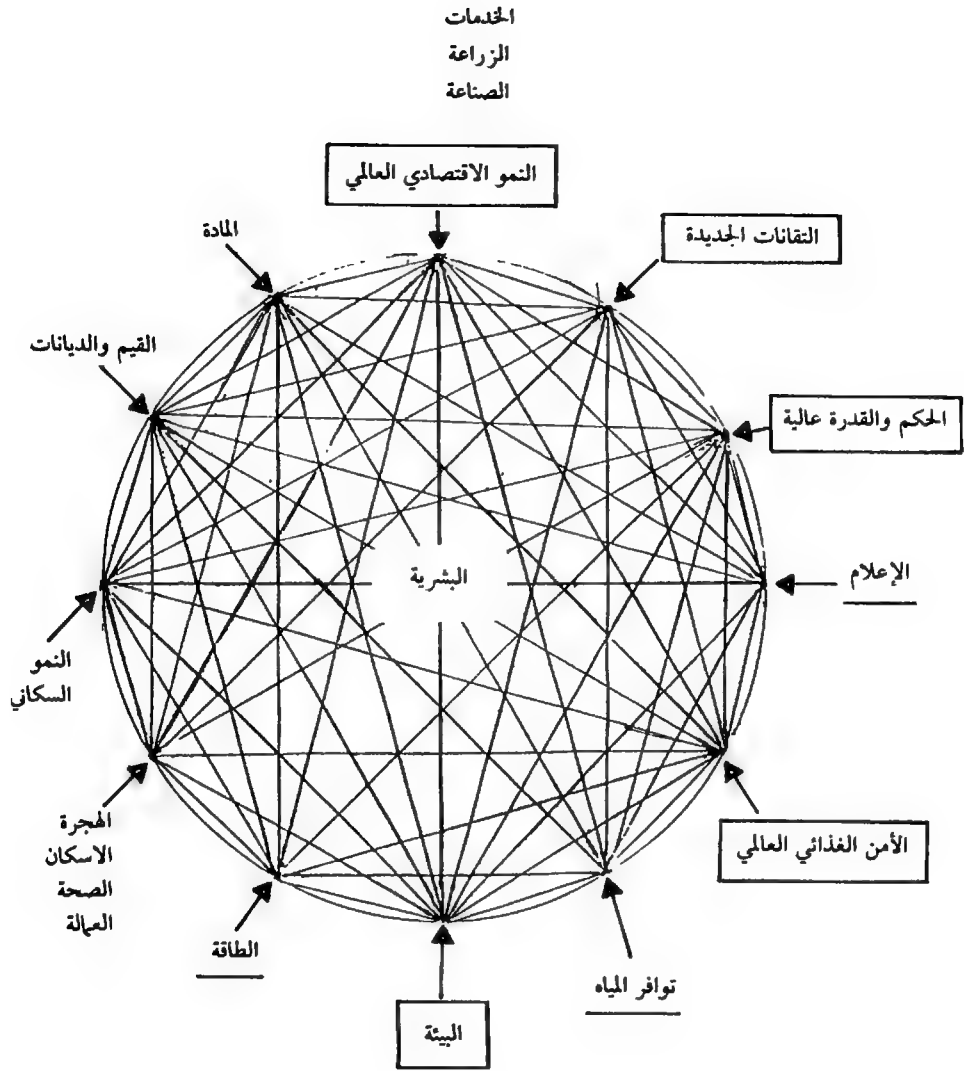 الخدمات
الزراعة
الصناعة
النمو الاقتصادي العالمي
التقانات الجديدة
المادة
القيم والديانات
الحكم والقدرة عالية
الإعلام
البشرية
النمو
السكاني
الأمن الغذائي العالمي
الهجرة
الاسكان
الصحة
العمالة
الطاقة
توافر المياه
البيئة